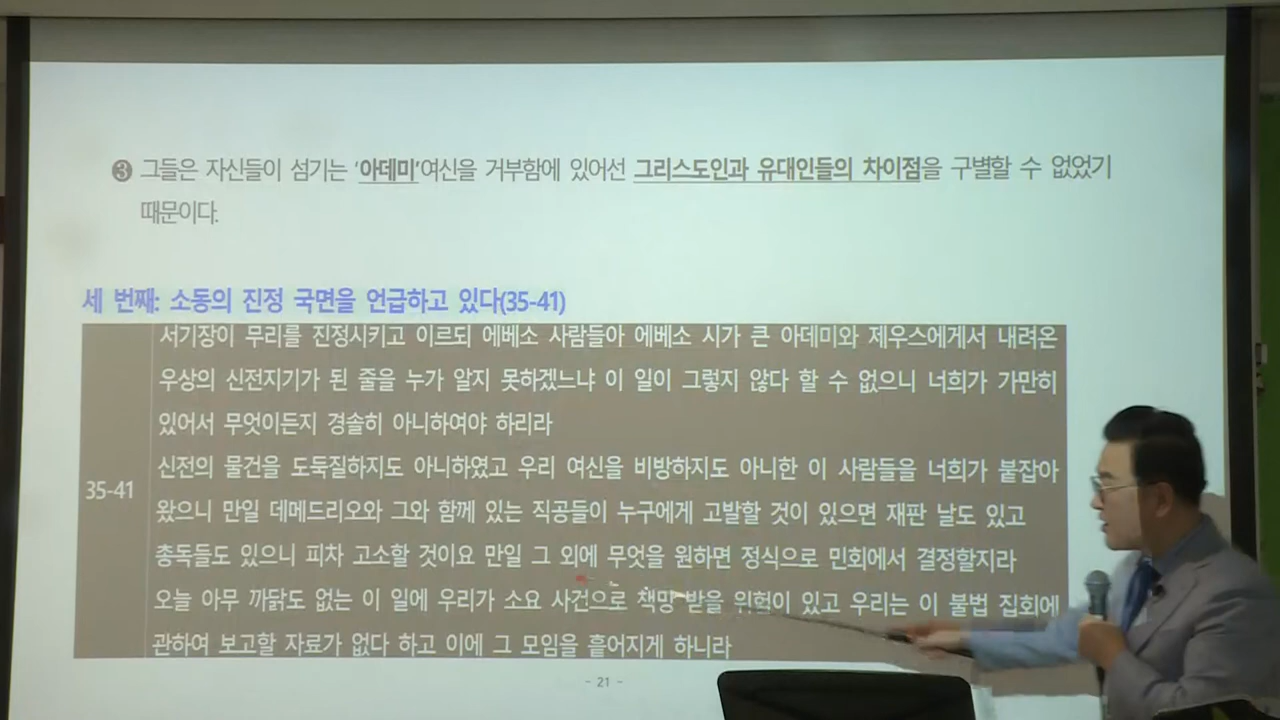 ❸ 그들은 자신들이 섬기는 ‘아데미’여신을 거부함에 있어선 그리스도인과 유대인들의 차이점을 구별할 수 없었기
때문이다.
세 번째: 소동의 진정 국면을 언급하고 있다(35-41)
35-41
서기장이 무리를 진정시키고 이르되 에베소 사람들아 에베소 시가 큰 아데미와 제우스에게서 내려온
우상의 신전지기가 된 줄을 누가 알지 못하겠느냐 이 일이 그렇지 않다 할 수 없으니 너희가 가만히
있어서 무엇이든지 경솔히 아니하여야 하리라
신전의 물건을 도둑질하지도 아니하였고 우리 여신을 비방하지도 아니한 이 사람들을 너희가 붙잡아
왔으니 만일 데메드리오와 그와 함께 있는 직공들이 누구에게 고발할 것이 있으면 재판 날도 있고
총독들도 있으니 피차 고소할 것이요 만일 그 외에 무엇을 원하면 정식으로 민회에서 결정할지라
오늘 아무 까닭도 없는 이 일에 우리가 소요 사건으로 책망 받을 위험이 있고 우리는 이 불법 집회에
관하여 보고할 자료가 없다 하고 이에 그 모임을 흩어지게 하니라
- 21 -